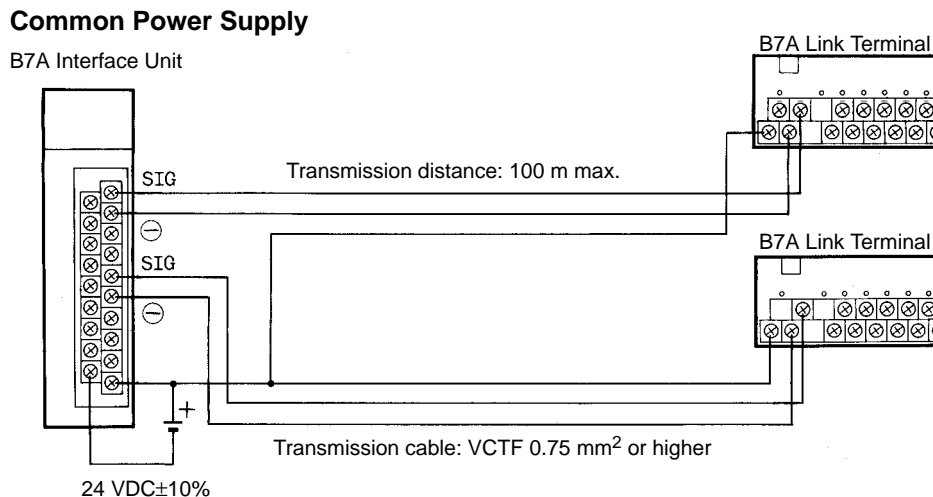 Common Power Supply
B7A Interface Unit
B7A Link Terminal
SIG
Transmission distance: 100 m max.
⊖
B7A Link Terminal
SIG
⊖
+
Transmission cable: VCTF 0.75 mm² or higher
24 VDC±10%